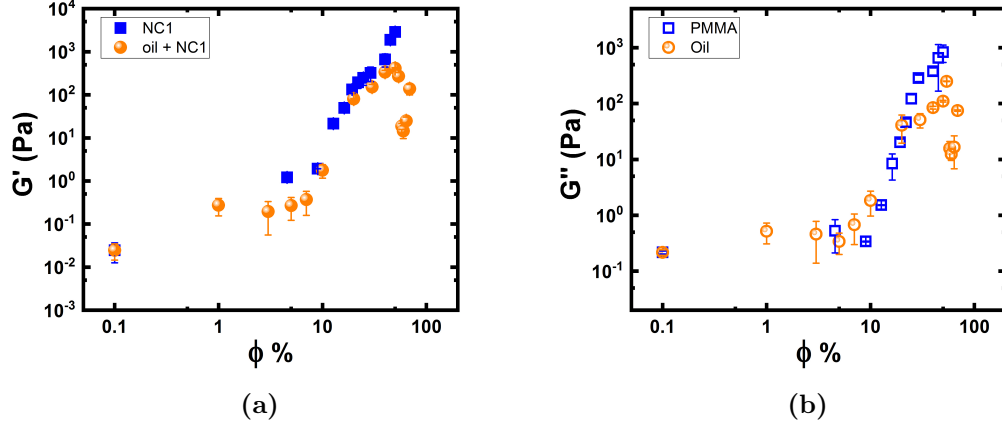 NC1
oil + NC1
10⁴
10³
10²
10¹
10⁰
10⁻¹
10⁻²
10⁻³
G' (Pa)
0.1 1 10 100
ϕ %
(a)
PMMA
Oil
10³
10²
10¹
10⁰
10⁻¹
G'' (Pa)
0.1 1 10 100
ϕ %
(b)